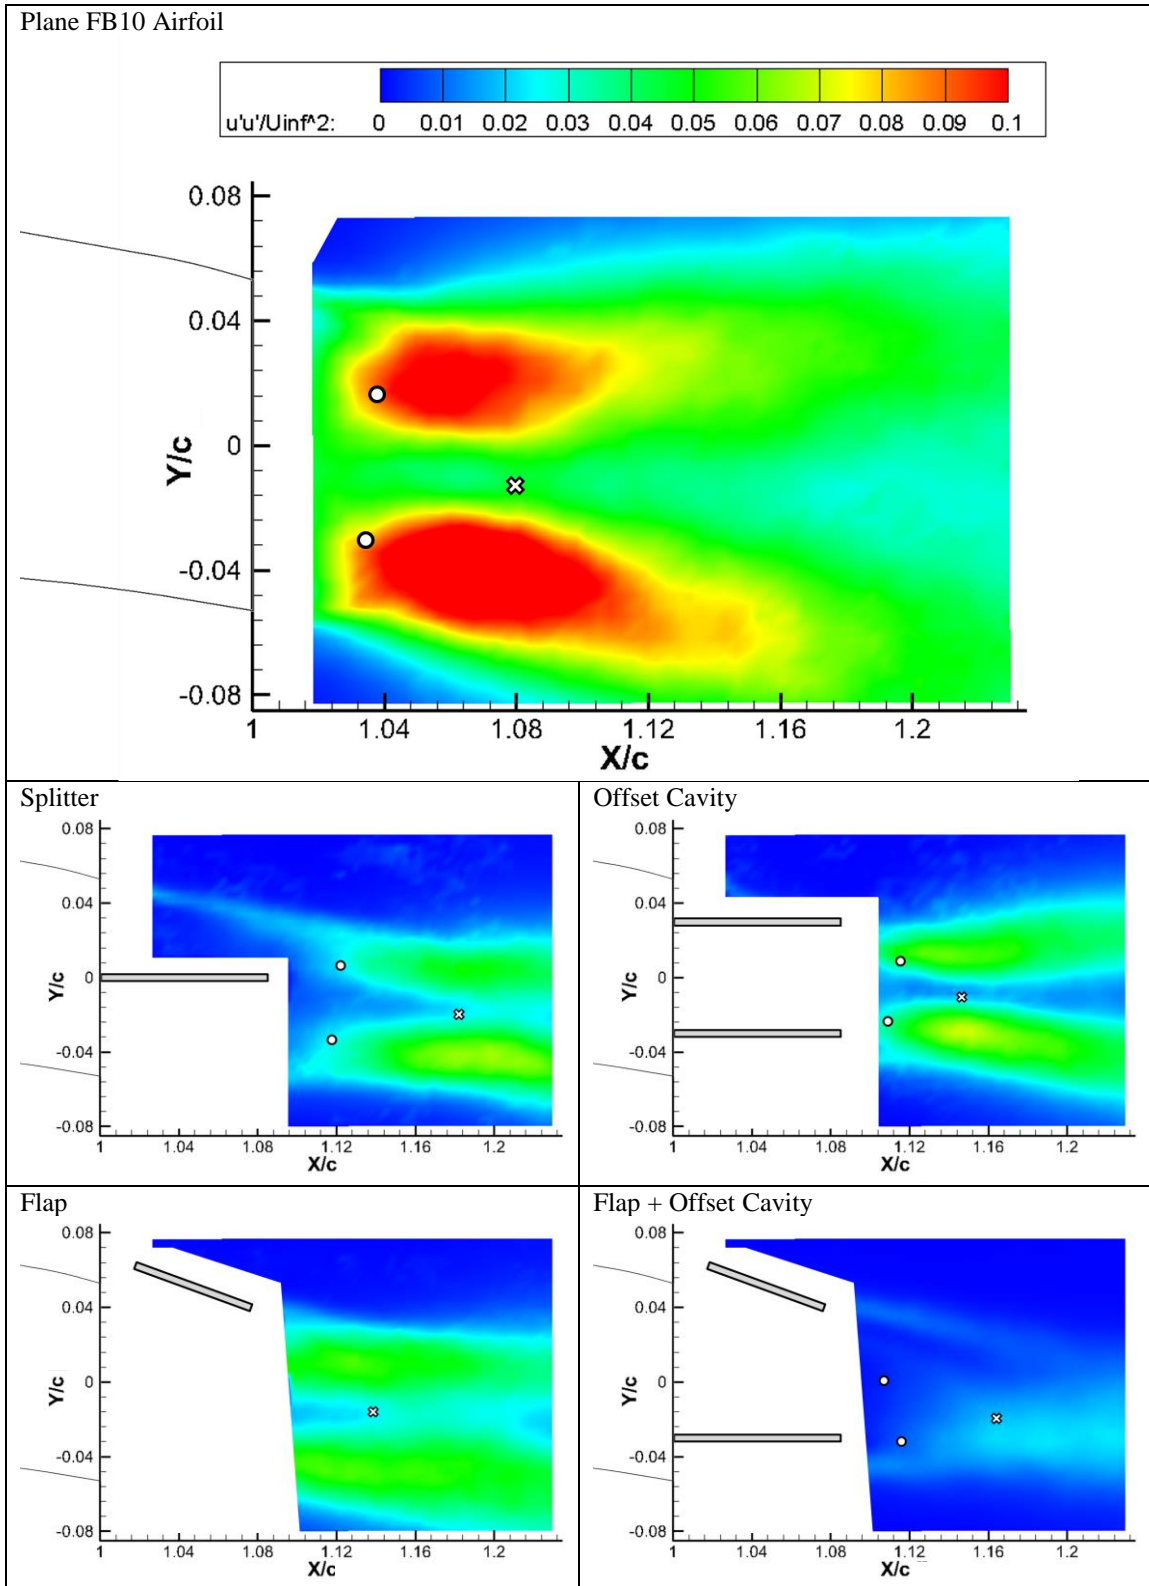 Plane FB10 Airfoil
u'u'/Uinf^2: 0 0.01 0.02 0.03 0.04 0.05 0.06 0.07 0.08 0.09 0.1
0.08
0.04
0
-0.04
-0.08
Y/c
1 1.04 1.08 1.12 1.16 1.2
X/c
Splitter
0.08
0.04
0
-0.04
-0.08
Y/c
1 1.04 1.08 1.12 1.16 1.2
X/c
Offset Cavity
0.08
0.04
0
-0.04
-0.08
Y/c
1 1.04 1.08 1.12 1.16 1.2
X/c
Flap
0.08
0.04
0
-0.04
-0.08
Y/c
1 1.04 1.08 1.12 1.16 1.2
X/c
Flap + Offset Cavity
0.08
0.04
0
-0.04
-0.08
Y/c
1 1.04 1.08 1.12 1.16 1.2
X/c